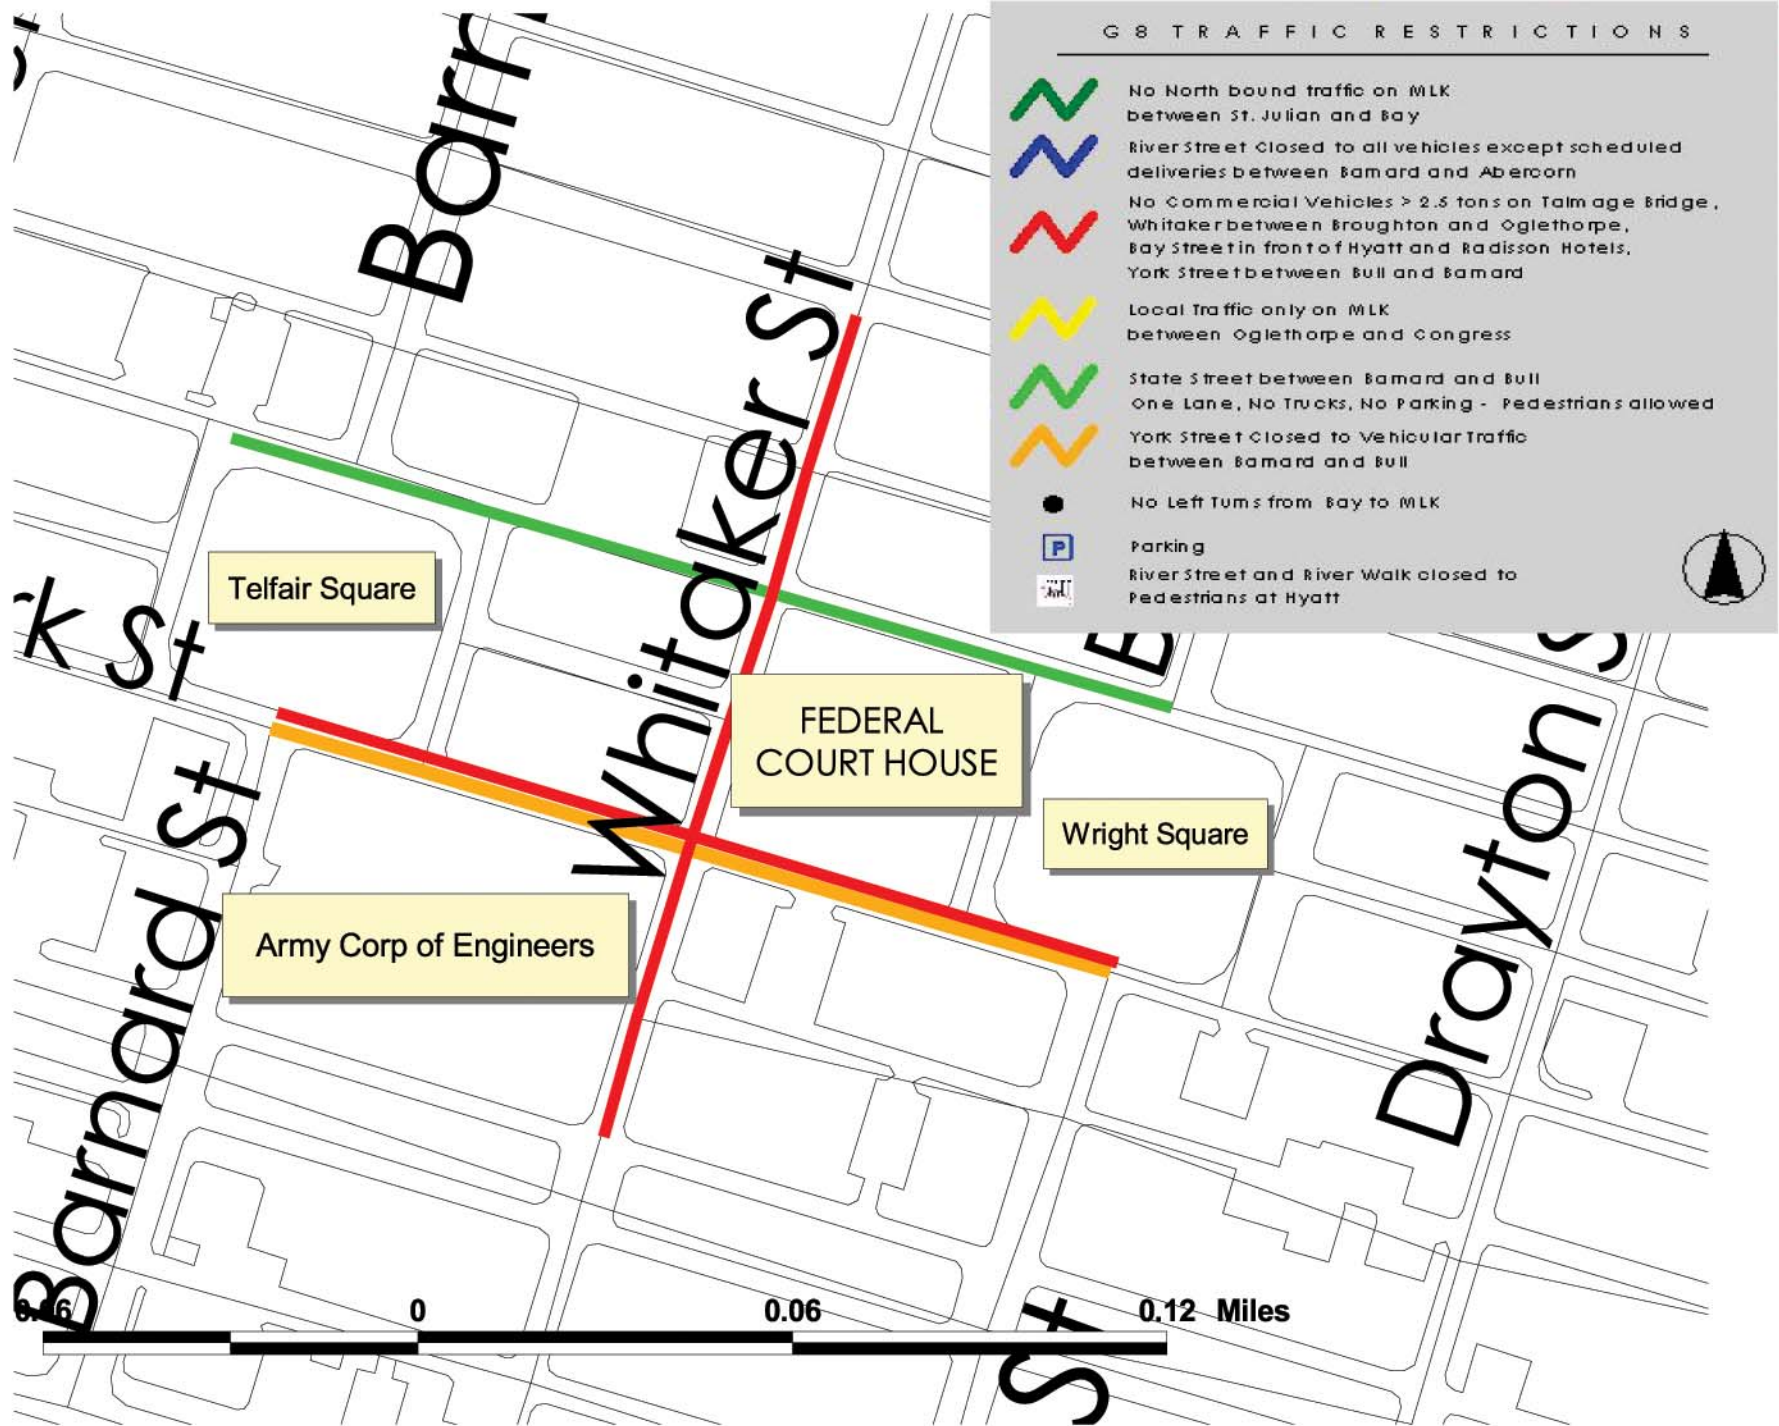 G8 TRAFFIC RESTRICTIONS
No North bound traffic on MLK
between St. Julian and Bay
River Street Closed to all vehicles except scheduled
deliveries between Barnard and Abercorn
No Commercial Vehicles > 2.5 tons on Talmage Bridge,
Whitaker between Broughton and Oglethorpe,
Bay Street in front of Hyatt and Radisson Hotels,
York Street between Bull and Barnard
Local Traffic only on MLK
between Oglethorpe and Congress
State Street between Barnard and Bull
One Lane, No Trucks, No Parking - Pedestrians allowed
York Street Closed to Vehicular Traffic
between Barnard and Bull
No Left Turns from Bay to MLK
P
Parking
River Street and River Walk closed to
Pedestrians at Hyatt
Barn
Whitaker St
Telfair Square
rk St
FEDERAL
COURT HOUSE
Wright Square
Army Corp of Engineers
Barnard St
B
Drayton S
St
0.06 0 0.06 0.12 Miles